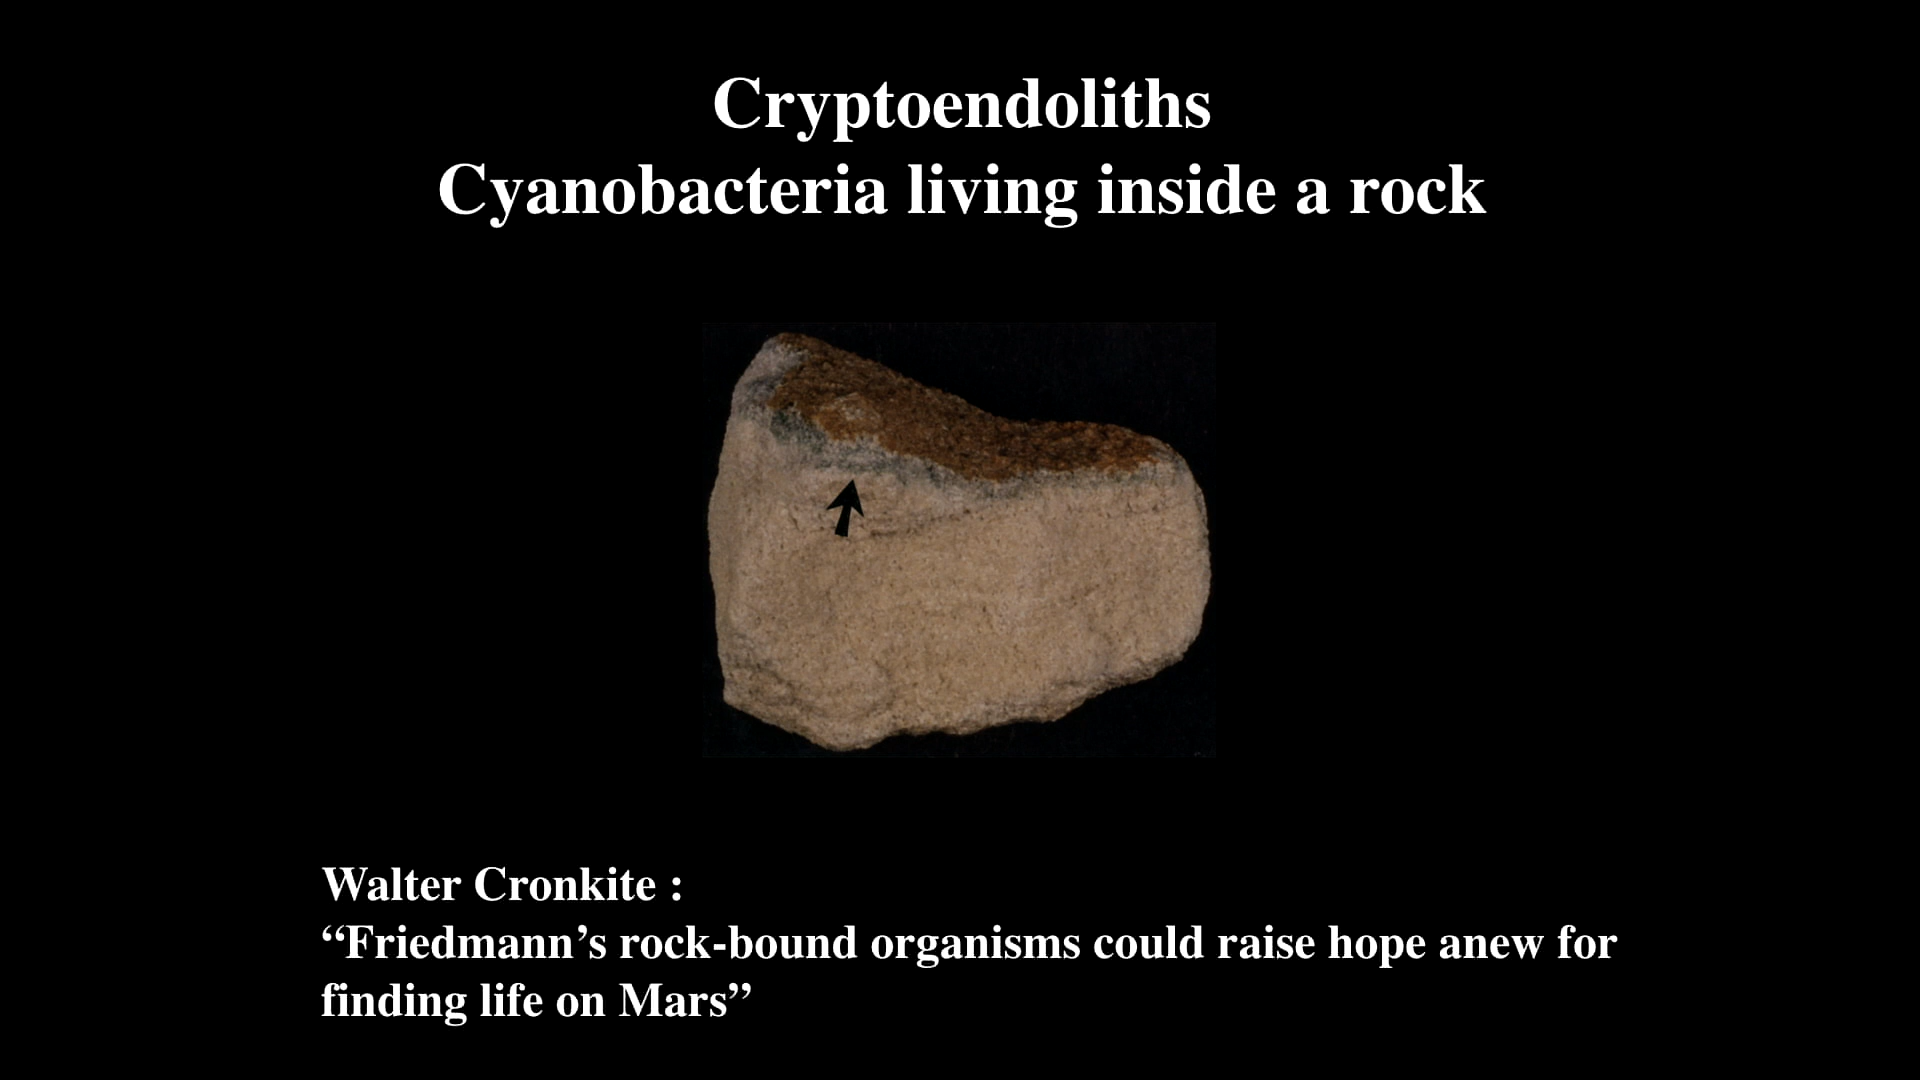 Cryptoendoliths
Cyanobacteria living inside a rock
Walter Cronkite :
“Friedmann’s rock-bound organisms could raise hope anew for
finding life on Mars”